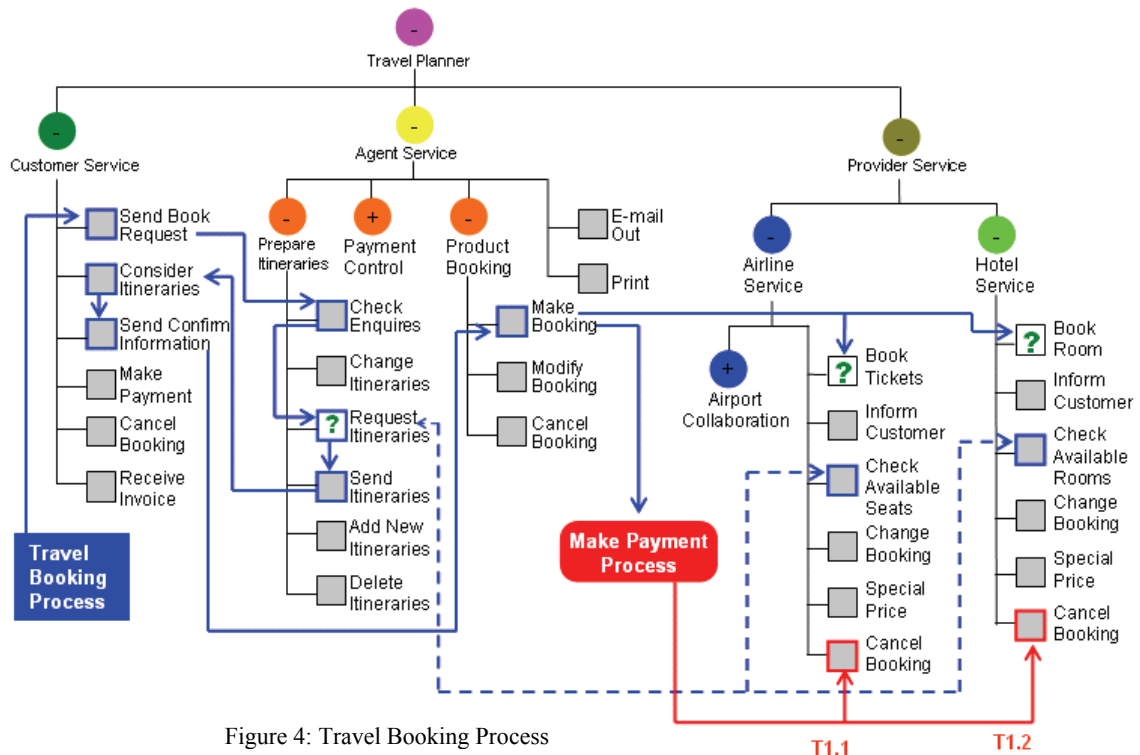 -
Travel Planner
-
Customer Service
-
Agent Service
-
Provider Service
Send Book
Request
Consider
Itineraries
Send Confirm
Information
Make
Payment
Cancel
Booking
Receive
Invoice
Travel
Booking
Process
-
Prepare
Itineraries
+
Payment
Control
-
Product
Booking
E-mail
Out
Print
Check
Enquires
Change
Itineraries
?
Request
Itineraries
Send
Itineraries
Add New
Itineraries
Delete
Itineraries
Make
Booking
Modify
Booking
Cancel
Booking
Make Payment
Process
-
Airline
Service
+
Airport
Collaboration
?
Book
Tickets
Inform
Customer
Check
Available
Seats
Change
Booking
Special
Price
Cancel
Booking
-
Hotel
Service
?
Book
Room
Inform
Customer
Check
Available
Rooms
Change
Booking
Special
Price
Cancel
Booking
T1.1
T1.2
Figure 4: Travel Booking Process